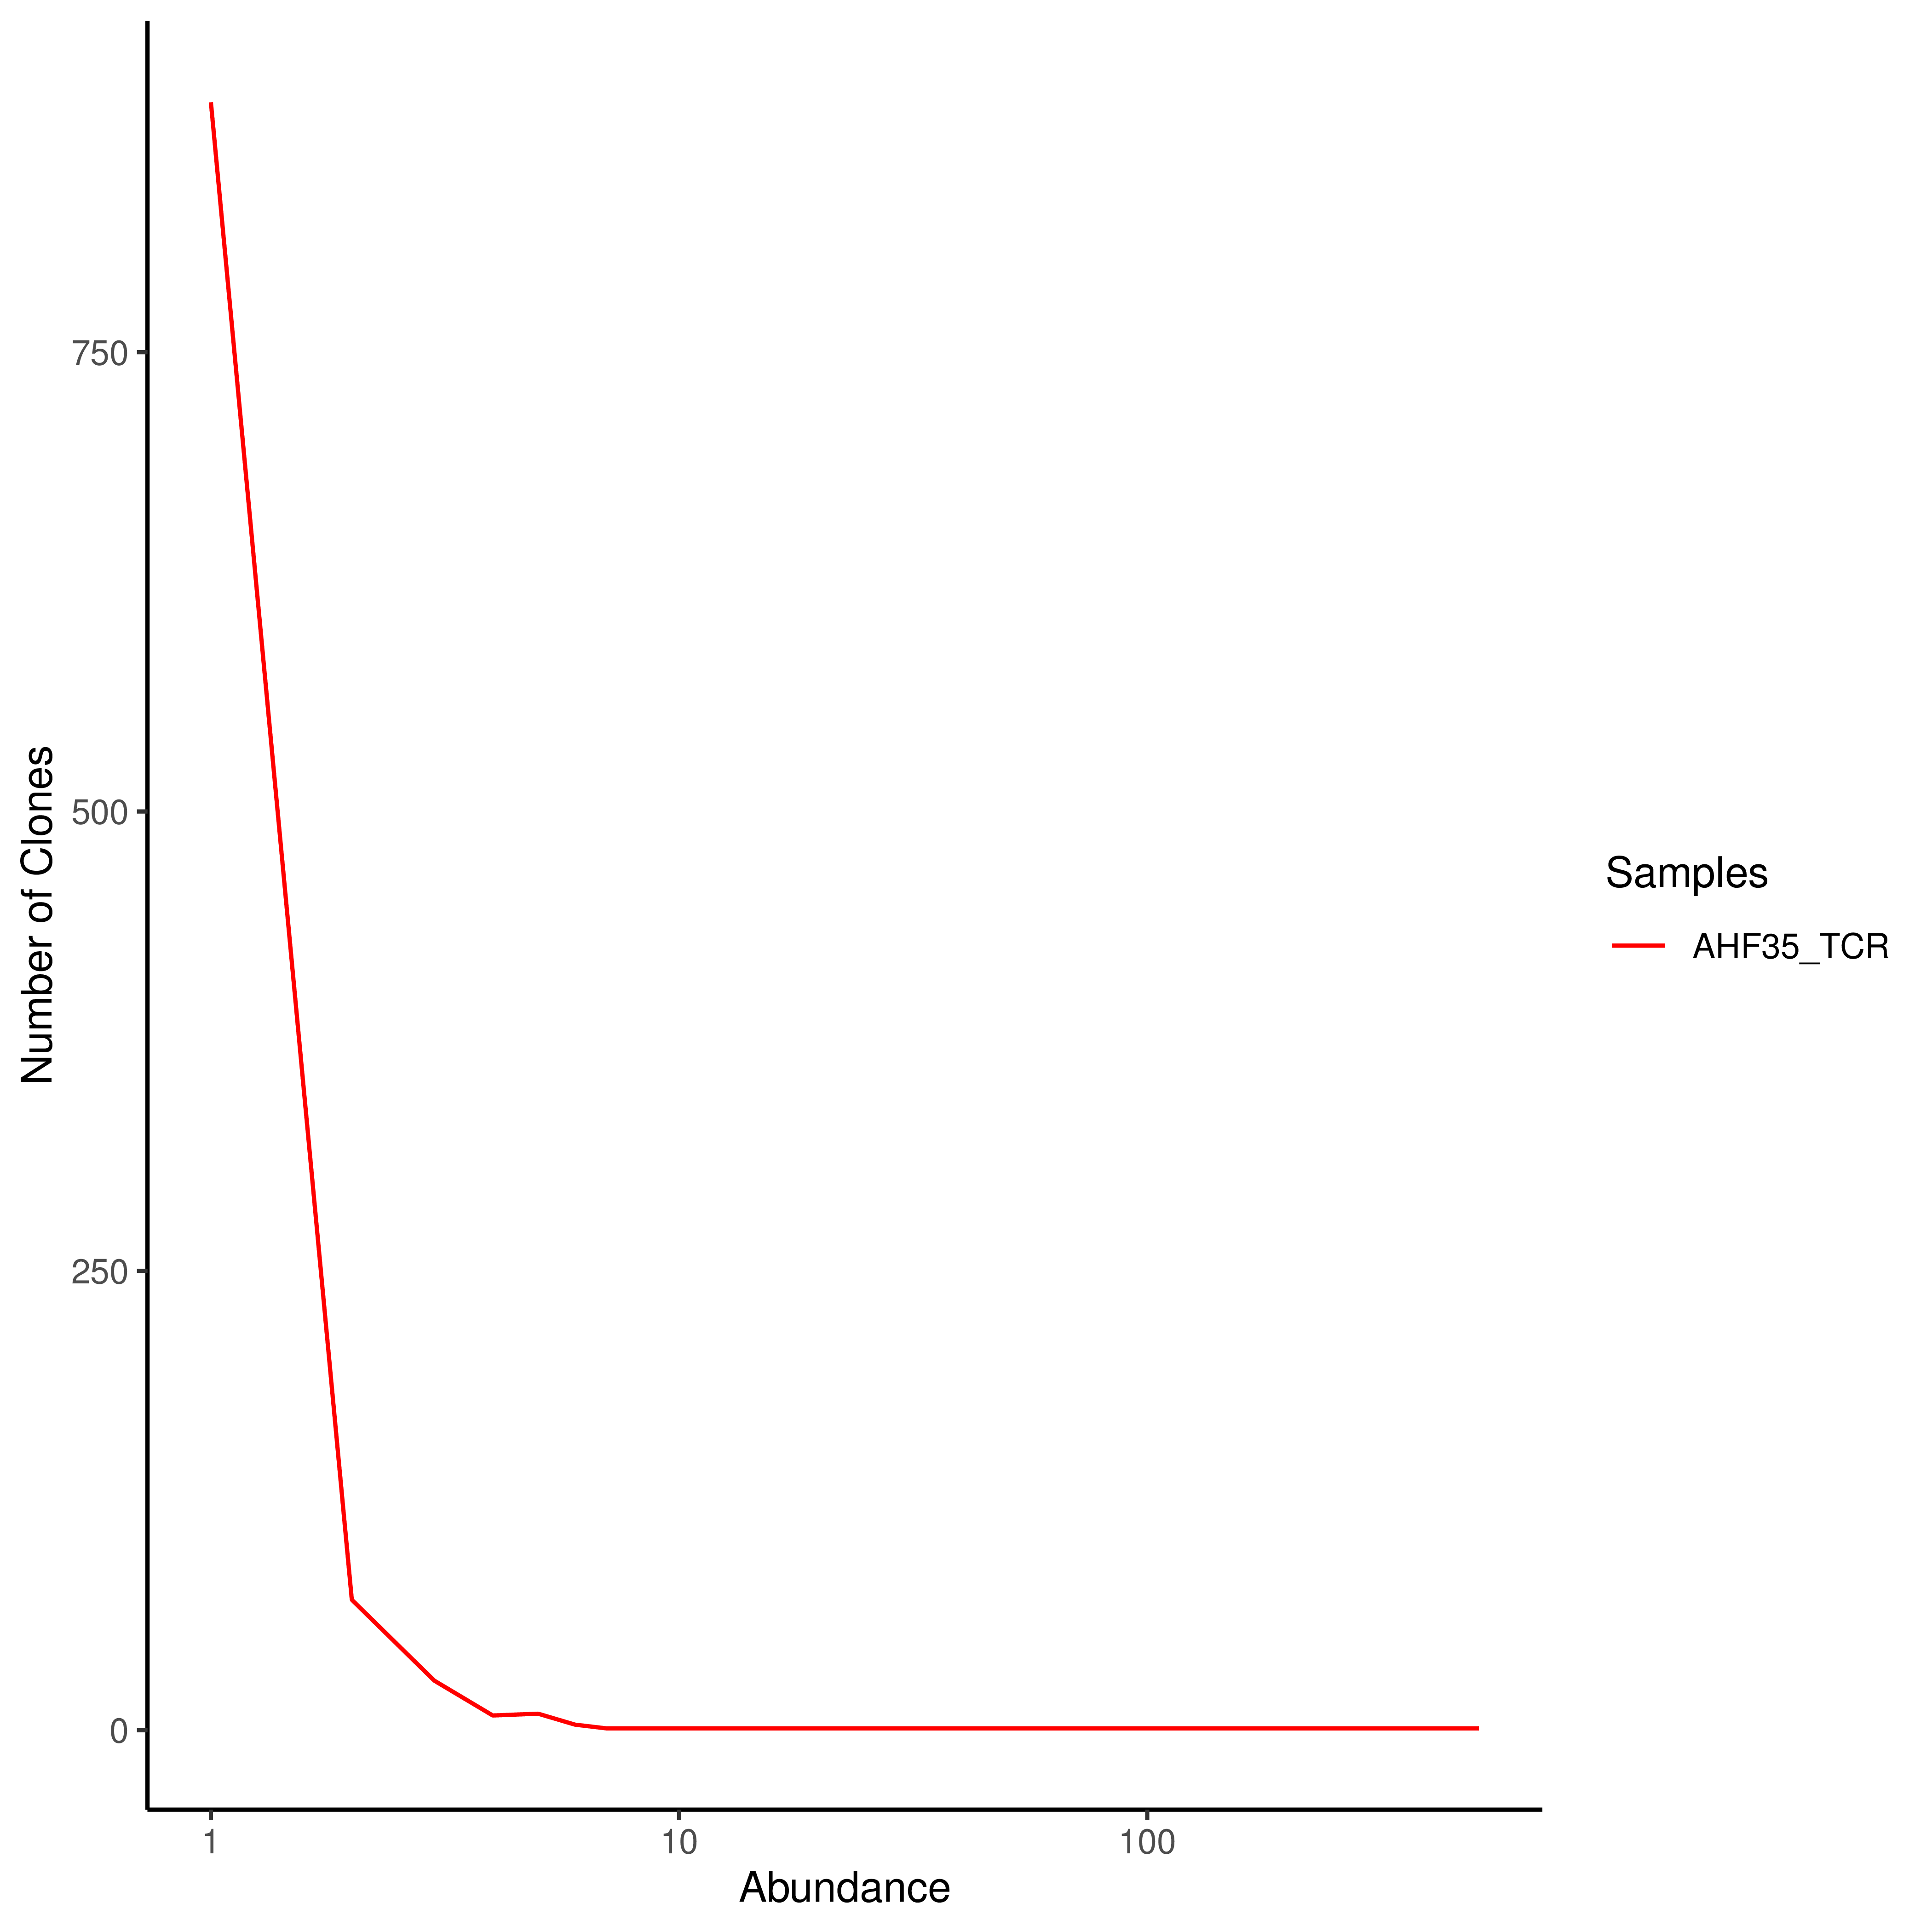 Number of Clones
750
500
250
0
1 10 100
Abundance
Samples
AHF35_TCR